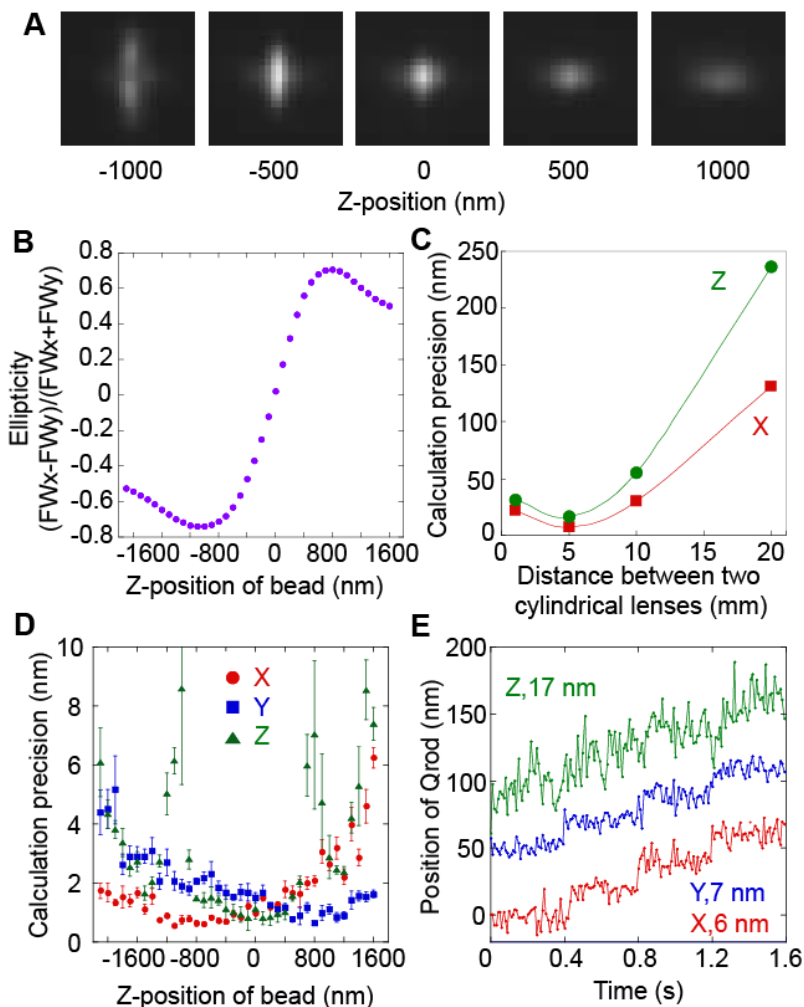 A
-1000 -500 0 500 1000
Z-position (nm)
B
0.8
0.6
0.4
0.2
0
-0.2
-0.4
-0.6
-0.8
Ellipticity
(FWx-FWy)/(FWx+FWy)
-1600 -800 0 800 1600
Z-position of bead (nm)
C
250
200
150
100
50
0
Calculation precision (nm)
Z
X
0 5 10 15 20
Distance between two
cylindrical lenses (mm)
D
10
8
6
4
2
0
Calculation precision (nm)
X
Y
Z
-1600 -800 0 800 1600
Z-position of bead (nm)
E
200
150
100
50
0
Position of Qrod (nm)
Z,17 nm
Y,7 nm
X,6 nm
0 0.4 0.8 1.2 1.6
Time (s)